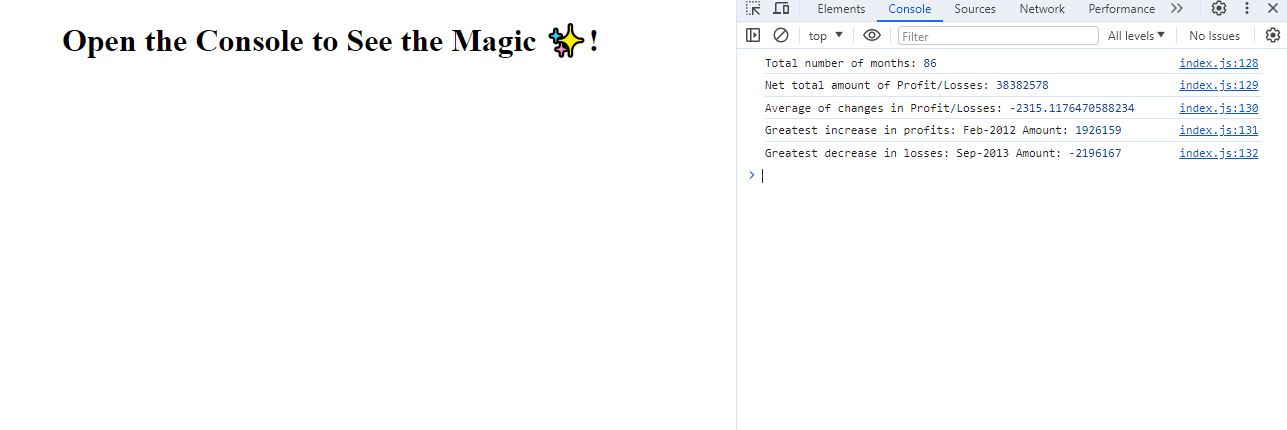 Open the Console to See the Magic ✨!
Elements Console Sources Network Performance
top Filter All levels No Issues
Total number of months: 86 index.js:128
Net total amount of Profit/Losses: 38382578 index.js:129
Average of changes in Profit/Losses: -2315.1176470588234 index.js:130
Greatest increase in profits: Feb-2012 Amount: 1926159 index.js:131
Greatest decrease in losses: Sep-2013 Amount: -2196167 index.js:132